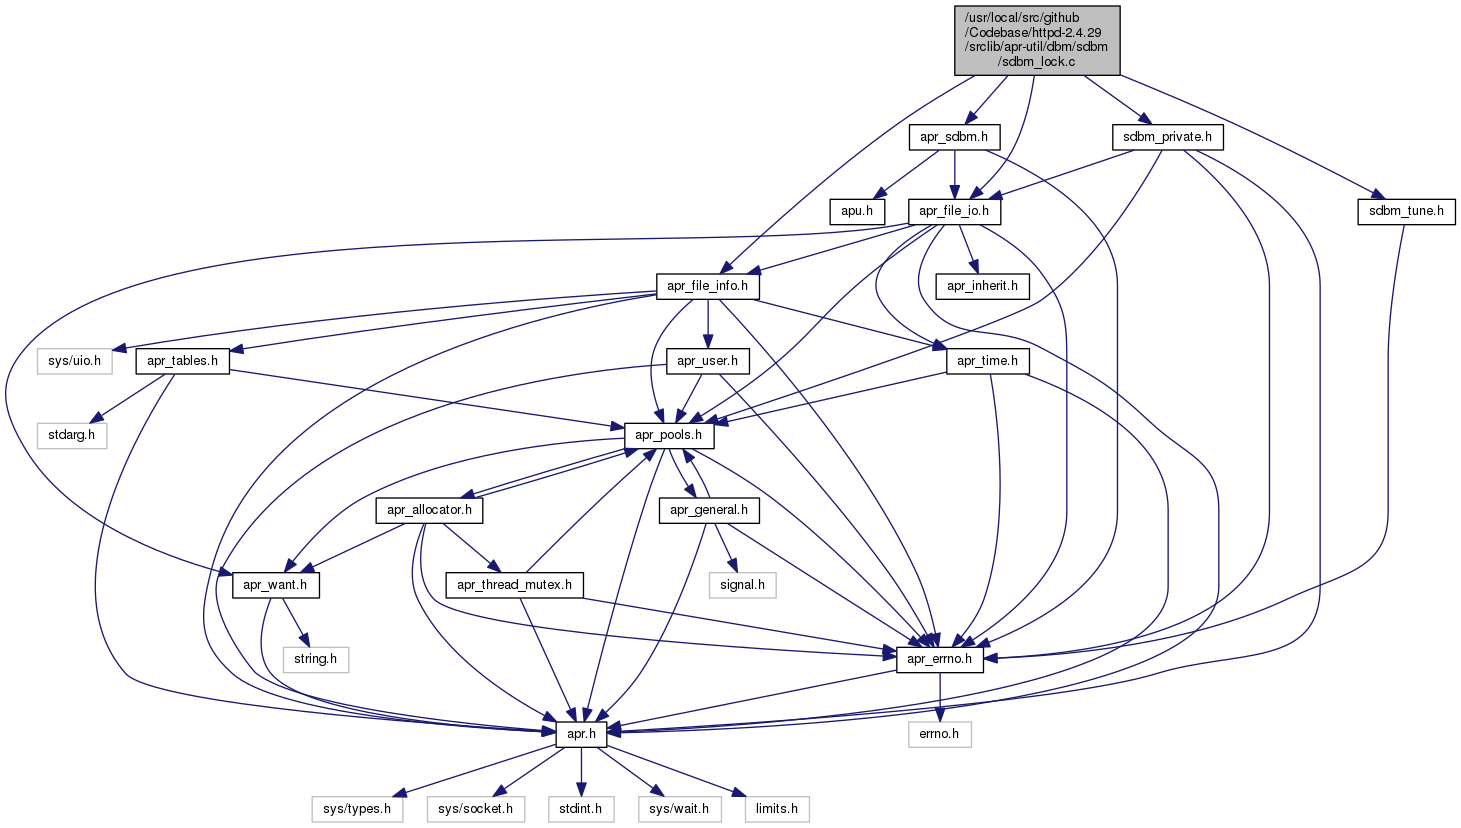 /usr/local/src/github
/Codebase/httpd-2.4.29
/srclib/apr-util/dbm/sdbm
/sdbm_lock.c
apr_sdbm.h
sdbm_private.h
apu.h
apr_file_io.h
sdbm_tune.h
apr_file_info.h
apr_inherit.h
sys/uio.h
apr_tables.h
apr_user.h
apr_time.h
stdarg.h
apr_pools.h
apr_allocator.h
apr_general.h
apr_want.h
apr_thread_mutex.h
signal.h
string.h
apr_errno.h
apr.h
errno.h
sys/types.h
sys/socket.h
stdint.h
sys/wait.h
limits.h